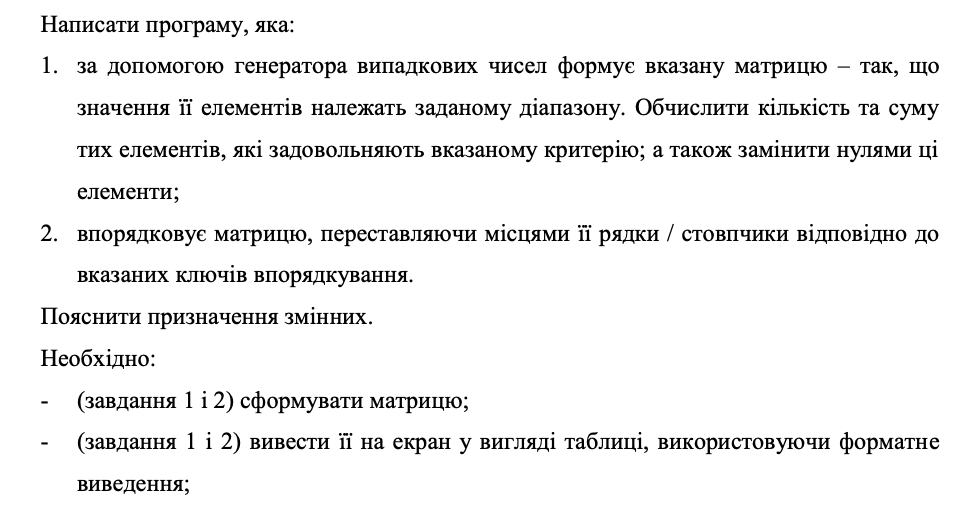 Написати програму, яка:
1. за допомогою генератора випадкових чисел формує вказану матрицю – так, що
значення її елементів належать заданому діапазону. Обчислити кількість та суму
тих елементів, які задовольняють вказаному критерію; а також замінити нулями ці
елементи;
2. впорядковує матрицю, переставляючи місцями її рядки / стовпчики відповідно до
вказаних ключів впорядкування.
Пояснити призначення змінних.
Необхідно:
- (завдання 1 і 2) сформувати матрицю;
- (завдання 1 і 2) вивести її на екран у вигляді таблиці, використовуючи форматне
виведення;